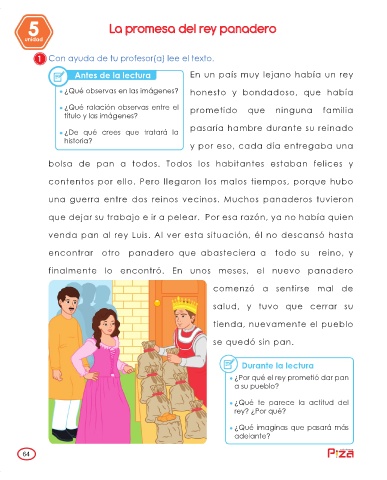 5
unidad
La promesa del rey panadero
1 Con ayuda de tu profesor(a) lee el texto.
Antes de la lectura
• ¿Qué observas en las imágenes?
• ¿Qué ralación observas entre el
título y las imágenes?
• ¿De qué crees que tratará la
historia?
En un país muy lejano había un rey
honesto y bondadoso, que había
prometido que ninguna familia
pasaría hambre durante su reinado
y por eso, cada día entregaba una
bolsa de pan a todos. Todos los habitantes estaban felices y
contentos por ello. Pero llegaron los malos tiempos, porque hubo
una guerra entre dos reinos vecinos. Muchos panaderos tuvieron
que dejar su trabajo e ir a pelear. Por esa razón, ya no había quien
venda pan al rey Luis. Al ver esta situación, él no descansó hasta
encontrar otro panadero que abasteciera a todo su reino, y
finalmente lo encontró. En unos meses, el nuevo panadero
comenzó a sentirse mal de
salud, y tuvo que cerrar su
tienda, nuevamente el pueblo
se quedó sin pan.
Durante la lectura
• ¿Por qué el rey prometió dar pan
a su pueblo?
• ¿Qué te parece la actitud del
rey? ¿Por qué?
• ¿Qué imaginas que pasará más
adelante?
64
Piza